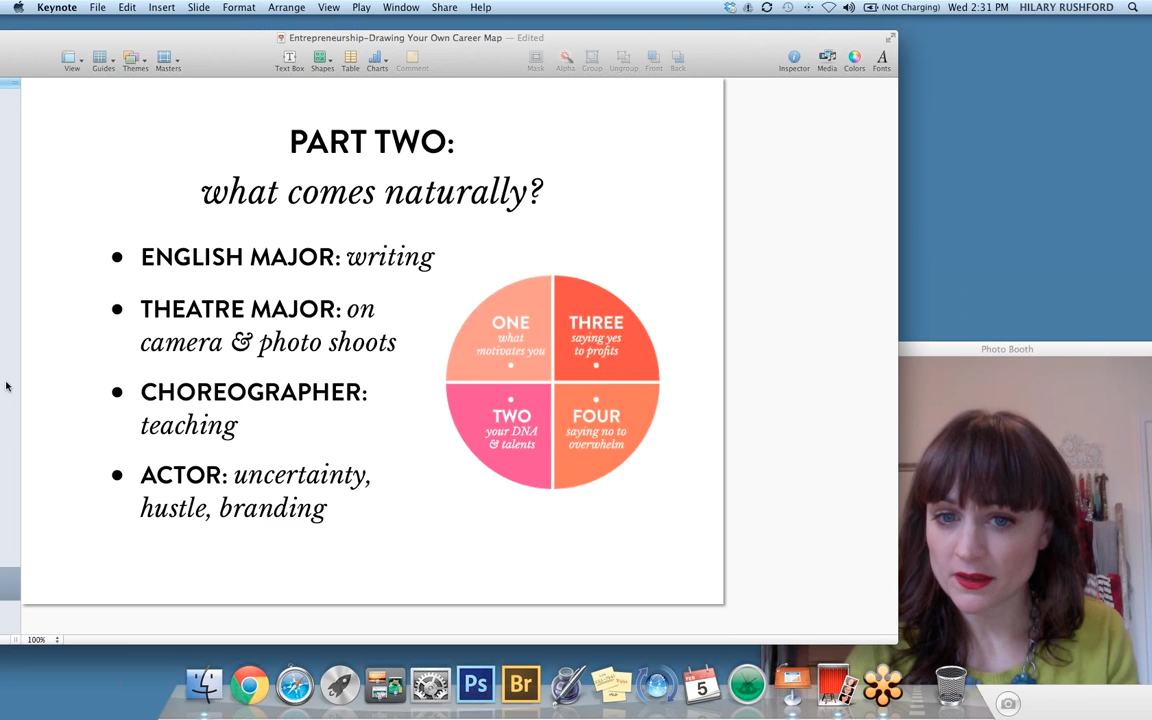 Keynote File Edit Insert Slide Format Arrange View Play Window Share Help (Not Charging) Wed 2:31 PM HILARY RUSHFORD
Entrepreneurship–Drawing Your Own Career Map — Edited
View Guides Themes Masters Text Box Shapes Table Charts Comment Mask Alpha Group Ungroup Front Back Inspector Media Colors Fonts
PART TWO:
what comes naturally?
• ENGLISH MAJOR: writing
• THEATRE MAJOR: on
camera & photo shoots
• CHOREOGRAPHER:
teaching
• ACTOR: uncertainty,
hustle, branding
ONE
what
motivates you
THREE
saying yes
to profits
TWO
your DNA
& talents
FOUR
saying no to
overwhelm
Photo Booth
100%
Ps
Br
FEB
5